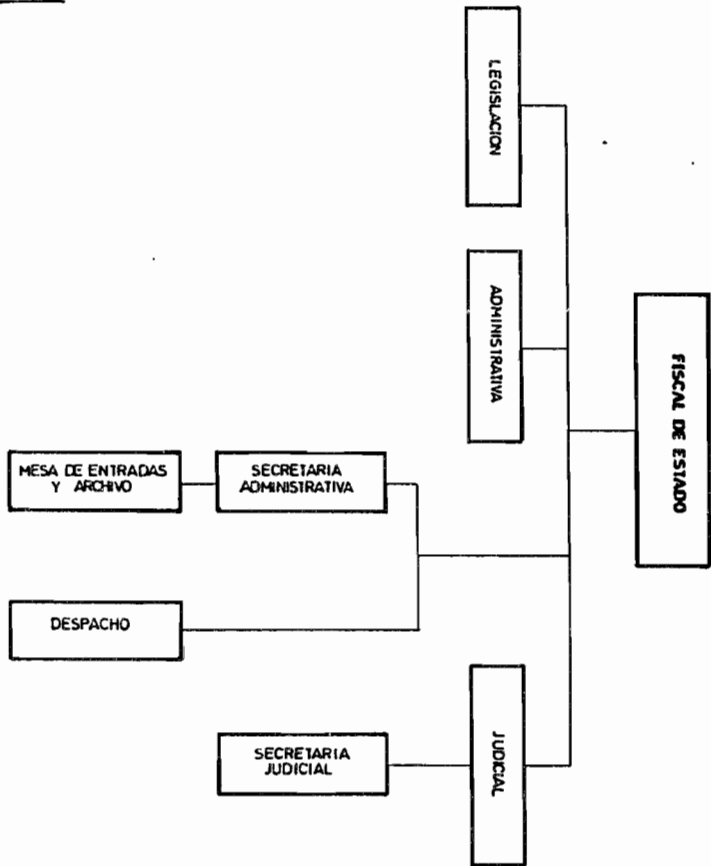 FISCAL DE ESTADO
LEGISLACION
ADMINISTRATIVA
JUDICIAL
SECRETARIA
ADMINISTRATIVA
MESA DE ENTRADAS
Y ARCHIVO
DESPACHO
SECRETARIA
JUDICIAL